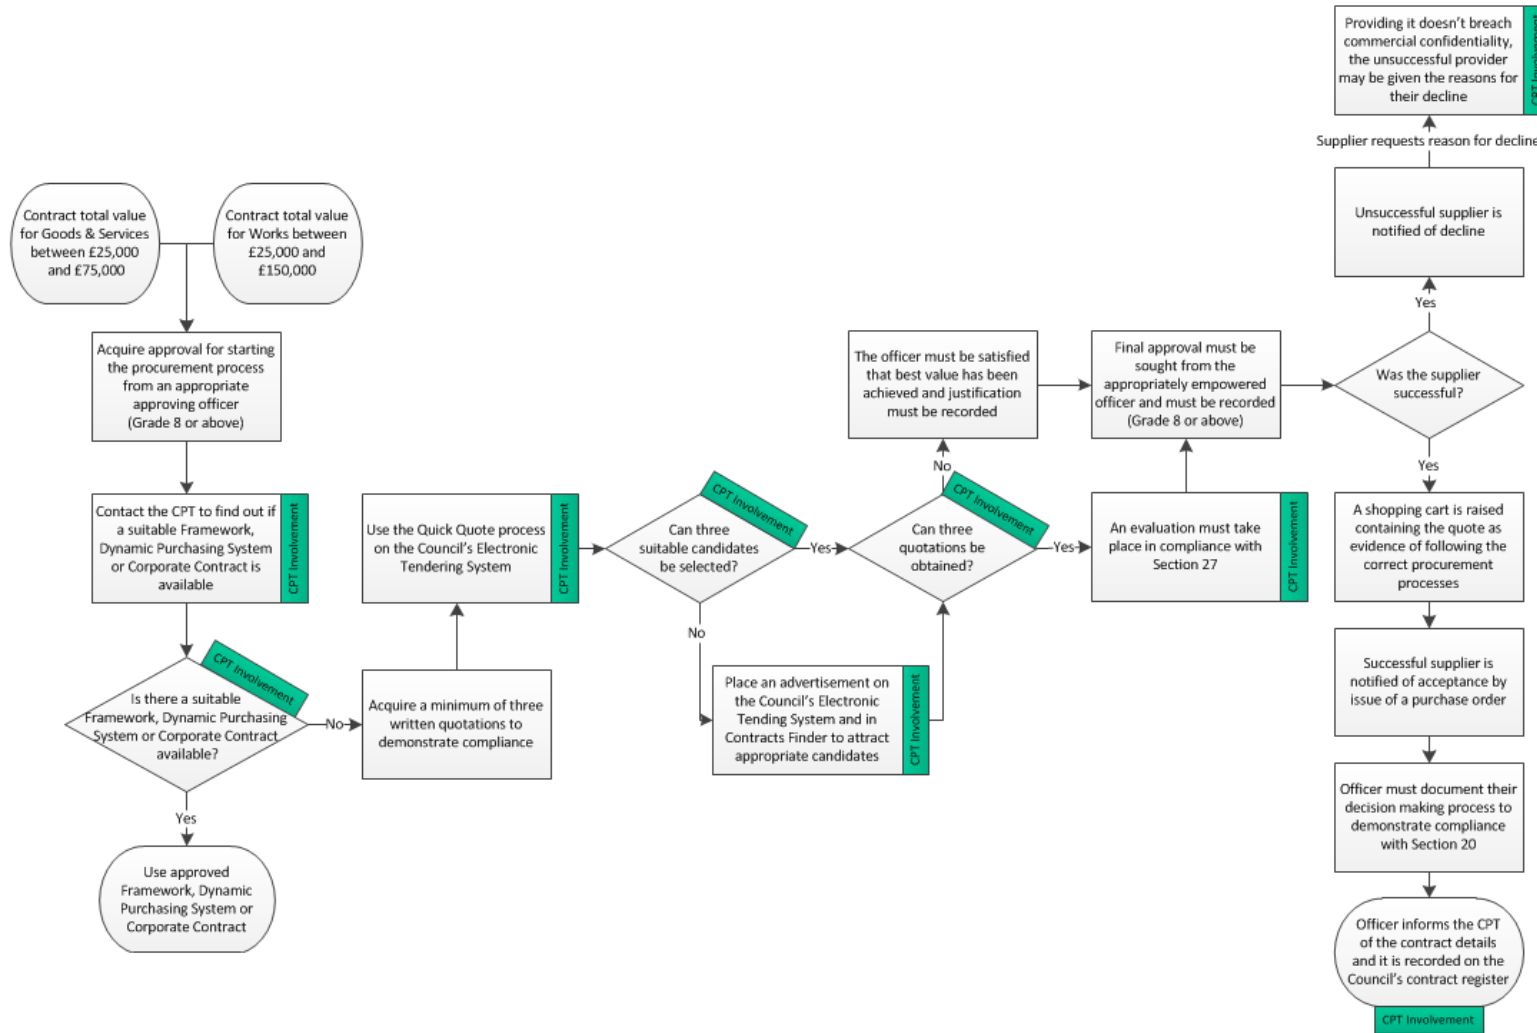 Contract total value
for Goods & Services
between £25,000
and £75,000
Contract total value
for Works between
£25,000 and
£150,000
Acquire approval for starting
the procurement process
from an appropriate
approving officer
(Grade 8 or above)
Contact the CPT to find out if
a suitable Framework,
Dynamic Purchasing System
or Corporate Contract is
available
CPT Involvement
Is there a suitable
Framework, Dynamic Purchasing
System or Corporate Contract
available?
CPT Involvement
Yes
Use approved
Framework, Dynamic
Purchasing System or
Corporate Contract
No
Acquire a minimum of three
written quotations to
demonstrate compliance
Use the Quick Quote process
on the Council's Electronic
Tendering System
CPT Involvement
Can three
suitable candidates
be selected?
CPT Involvement
No
Place an advertisement on
the Council's Electronic
Tending System and in
Contracts Finder to attract
appropriate candidates
CPT Involvement
Yes
Can three
quotations be
obtained?
CPT Involvement
No
The officer must be satisfied
that best value has been
achieved and justification
must be recorded
Yes
An evaluation must take
place in compliance with
Section 27
CPT Involvement
Final approval must be
sought from the
appropriately empowered
officer and must be recorded
(Grade 8 or above)
Was the supplier
successful?
Yes
Unsuccessful supplier is
notified of decline
Supplier requests reason for decline
Providing it doesn't breach
commercial confidentiality,
the unsuccessful provider
may be given the reasons for
their decline
CPT Involvement
Yes
A shopping cart is raised
containing the quote as
evidence of following the
correct procurement
processes
Successful supplier is
notified of acceptance by
issue of a purchase order
Officer must document their
decision making process to
demonstrate compliance
with Section 20
Officer informs the CPT
of the contract details
and it is recorded on the
Council's contract register
CPT Involvement